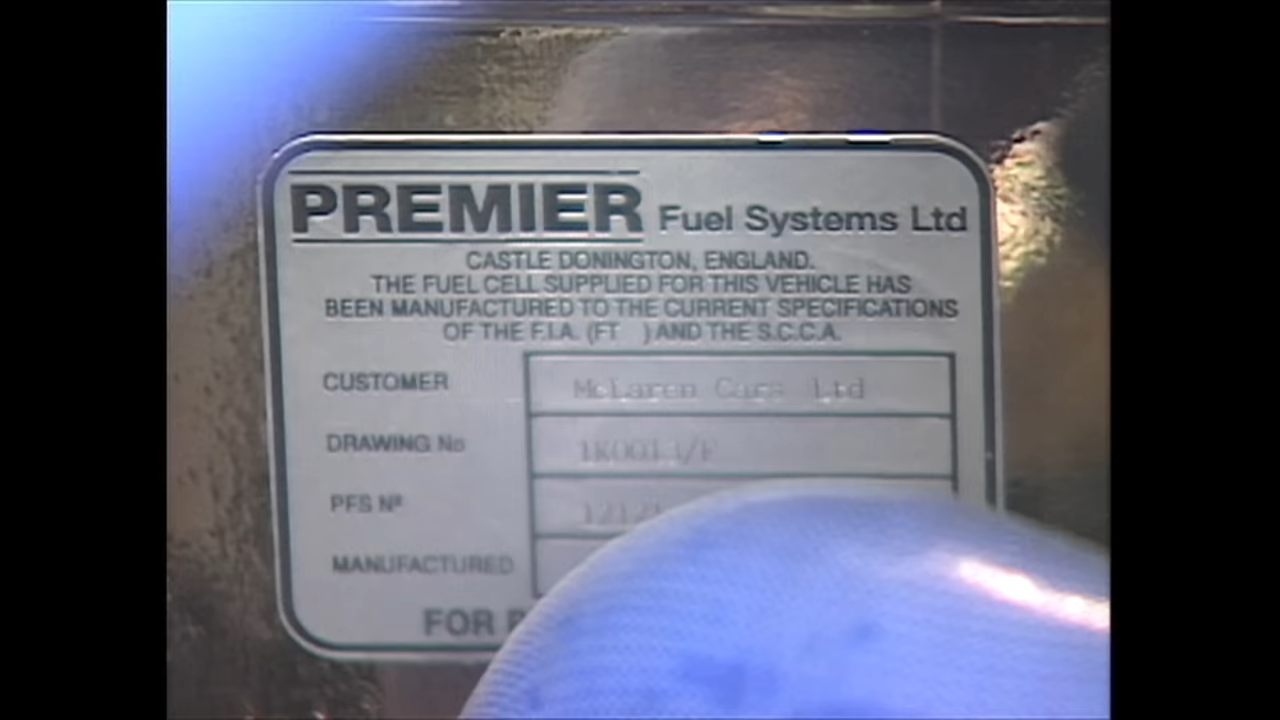 PREMIER Fuel Systems Ltd
CASTLE DONINGTON, ENGLAND.
THE FUEL CELL SUPPLIED FOR THIS VEHICLE HAS
BEEN MANUFACTURED TO THE CURRENT SPECIFICATIONS
OF THE F.I.A. (FT ) AND THE S.C.C.A.
CUSTOMER McLaren Cars Ltd
DRAWING No
PFS Nº
MANUFACTURED
FOR